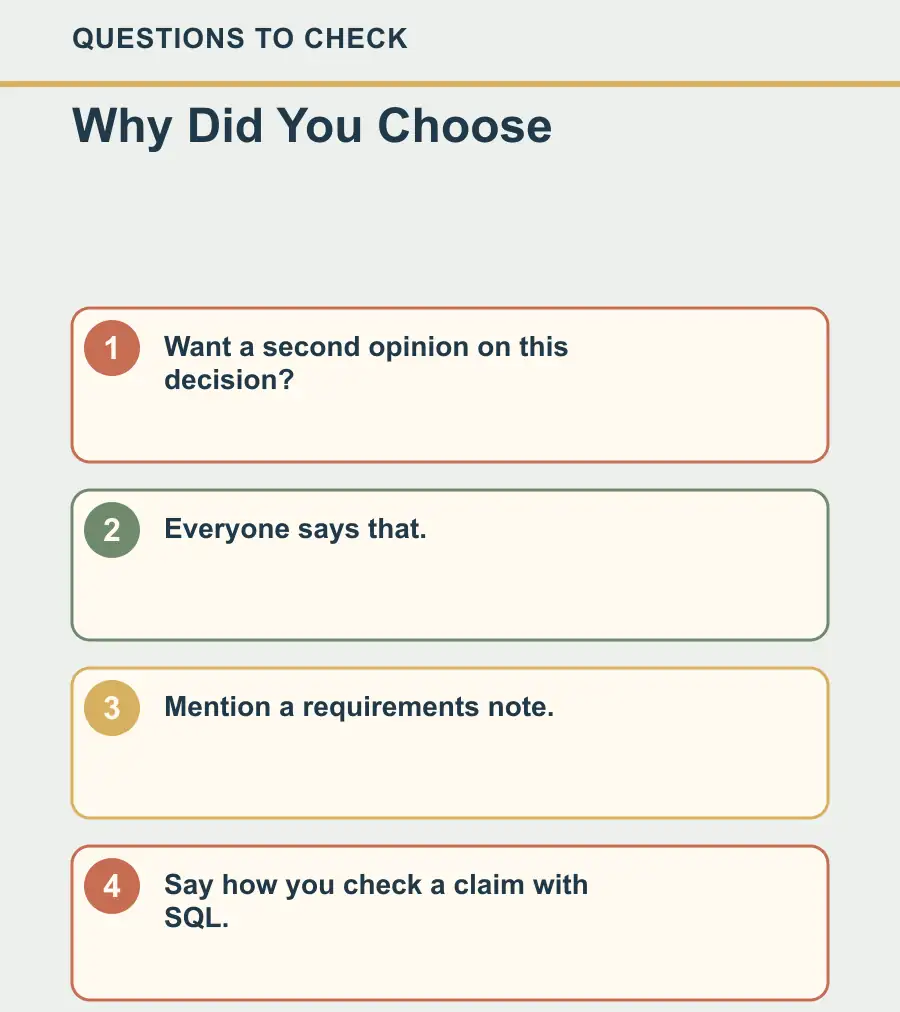 QUESTIONS TO CHECK
Why Did You Choose
1
Want a second opinion on this
decision?
2
Everyone says that.
3
Mention a requirements note.
4
Say how you check a claim with
SQL.